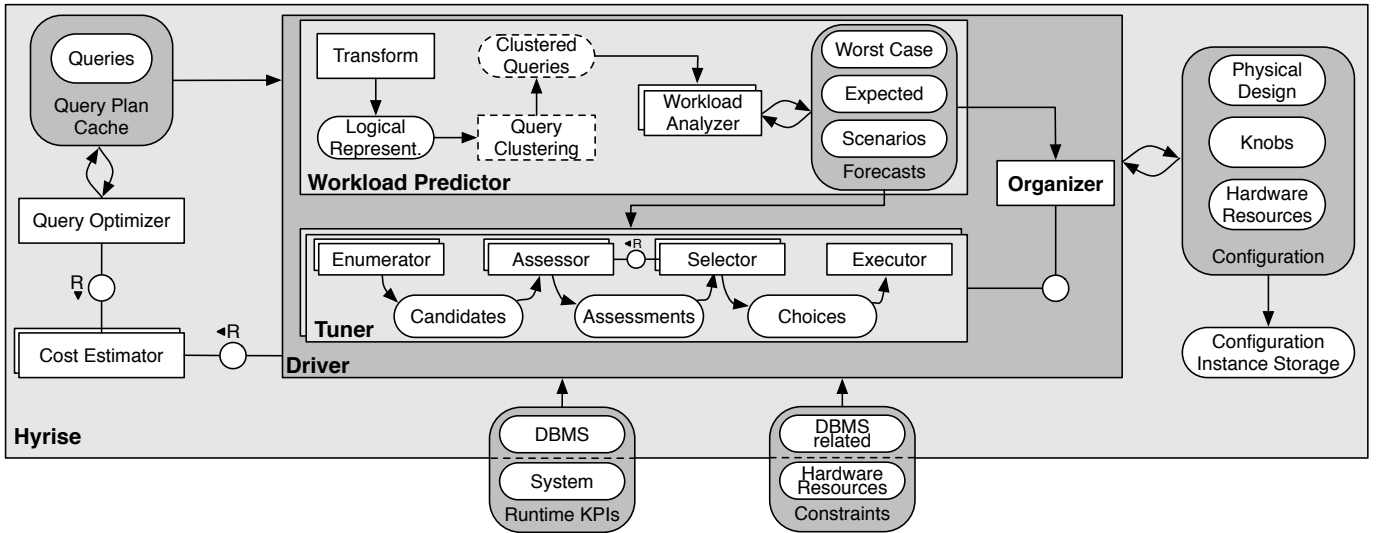 Queries
Query Plan
Cache
Query Optimizer
R
Cost Estimator
R
Hyrise
Transform
Logical
Represent.
Clustered
Queries
Query
Clustering
Workload
Analyzer
Worst Case
Expected
Scenarios
Forecasts
Workload Predictor
Organizer
Enumerator
Assessor
R
Selector
Executor
Candidates
Assessments
Choices
Tuner
Driver
Physical
Design
Knobs
Hardware
Resources
Configuration
Configuration
Instance Storage
DBMS
System
Runtime KPIs
DBMS
related
Hardware
Resources
Constraints